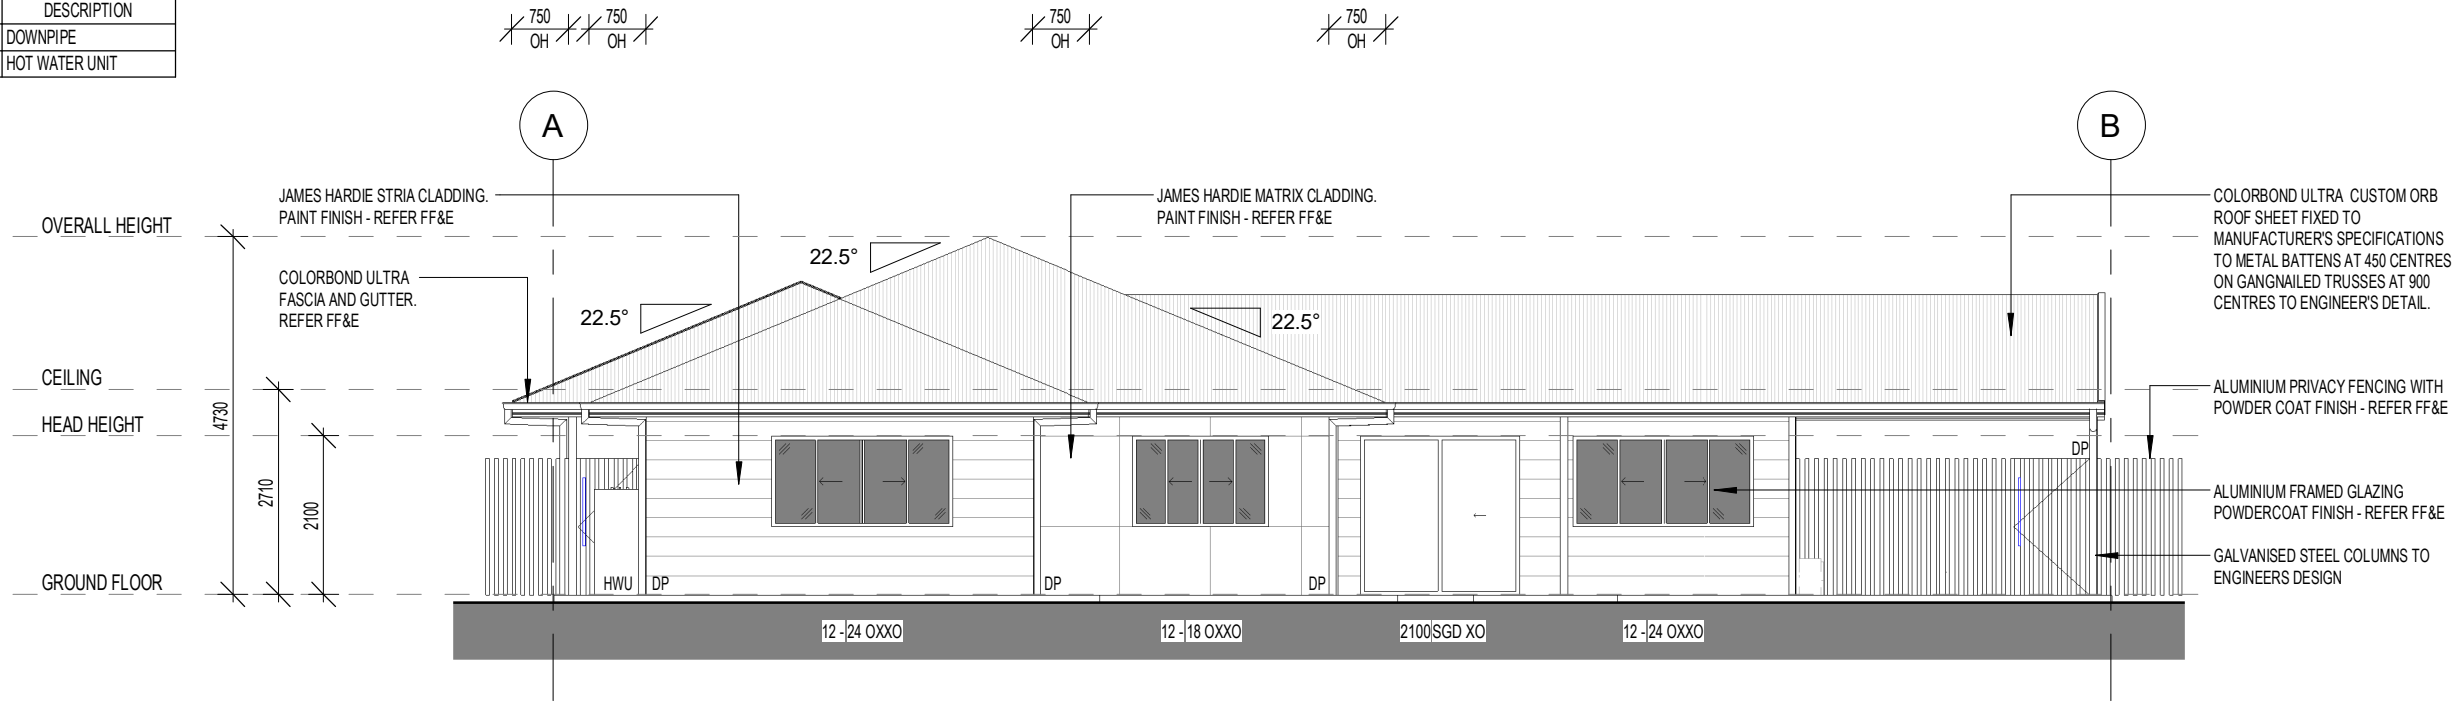 DESCRIPTION
DOWNPIPE
HOT WATER UNIT
750
OH
750
OH
750
OH
750
OH
A
B
JAMES HARDIE STRIA CLADDING.
PAINT FINISH - REFER FF&E
JAMES HARDIE MATRIX CLADDING.
PAINT FINISH - REFER FF&E
COLORBOND ULTRA CUSTOM ORB
ROOF SHEET FIXED TO
MANUFACTURER'S SPECIFICATIONS
TO METAL BATTENS AT 450 CENTRES
ON GANGNAILED TRUSSES AT 900
CENTRES TO ENGINEER'S DETAIL.
OVERALL HEIGHT
COLORBOND ULTRA
FASCIA AND GUTTER.
REFER FF&E
22.5°
22.5°
22.5°
CEILING
HEAD HEIGHT
GROUND FLOOR
4730
2710
2100
ALUMINIUM PRIVACY FENCING WITH
POWDER COAT FINISH - REFER FF&E
DP
ALUMINIUM FRAMED GLAZING
POWDERCOAT FINISH - REFER FF&E
GALVANISED STEEL COLUMNS TO
ENGINEERS DESIGN
HWU
DP
DP
DP
12 - 24 OXXO
12 - 18 OXXO
2100 SGD XO
12 - 24 OXXO